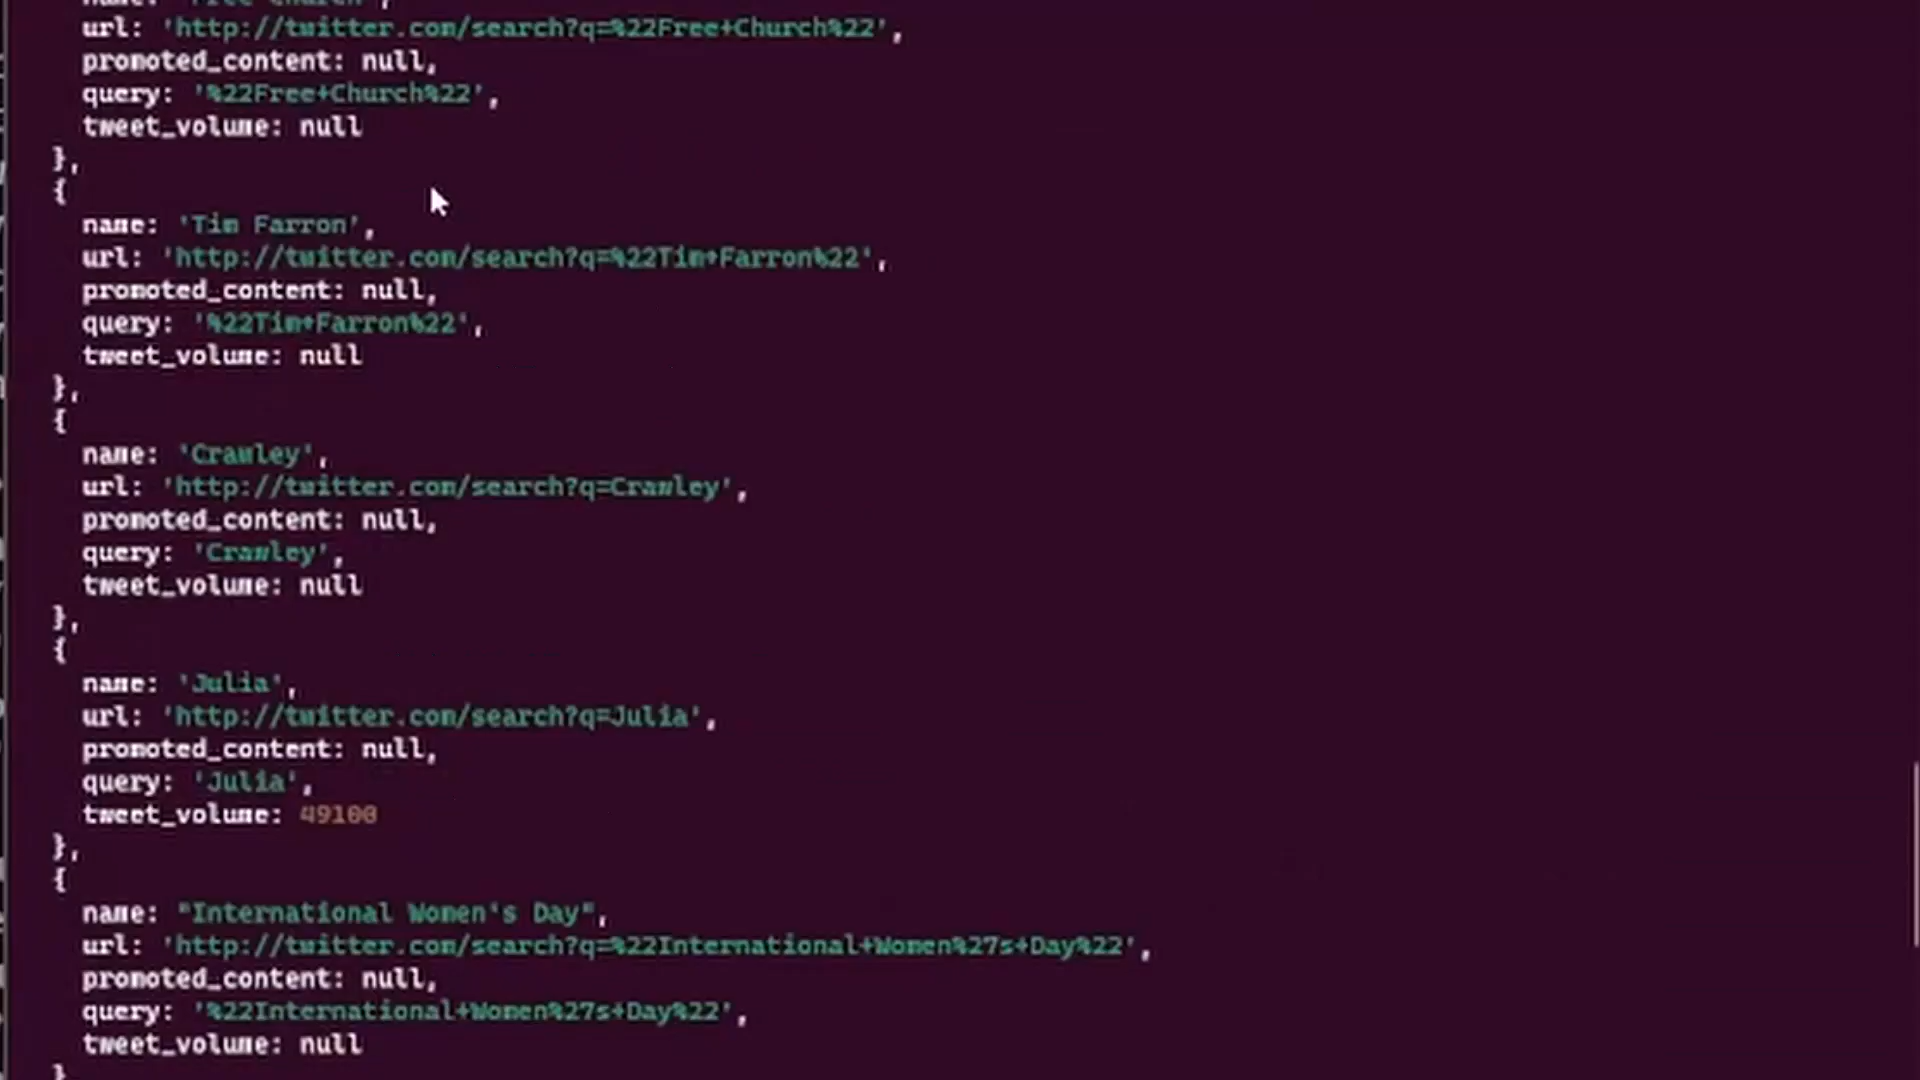 name: 'Free Church',
url: 'http://twitter.com/search?q=%22Free+Church%22',
promoted_content: null,
query: '%22Free+Church%22',
tweet_volume: null
},
{
name: 'Tim Farron',
url: 'http://twitter.com/search?q=%22Tim+Farron%22',
promoted_content: null,
query: '%22Tim+Farron%22',
tweet_volume: null
},
{
name: 'Crawley',
url: 'http://twitter.com/search?q=Crawley',
promoted_content: null,
query: 'Crawley',
tweet_volume: null
},
{
name: 'Julia',
url: 'http://twitter.com/search?q=Julia',
promoted_content: null,
query: 'Julia',
tweet_volume: 49100
},
{
name: "International Women's Day",
url: 'http://twitter.com/search?q=%22International+Women%27s+Day%22',
promoted_content: null,
query: '%22International+Women%27s+Day%22',
tweet_volume: null
}